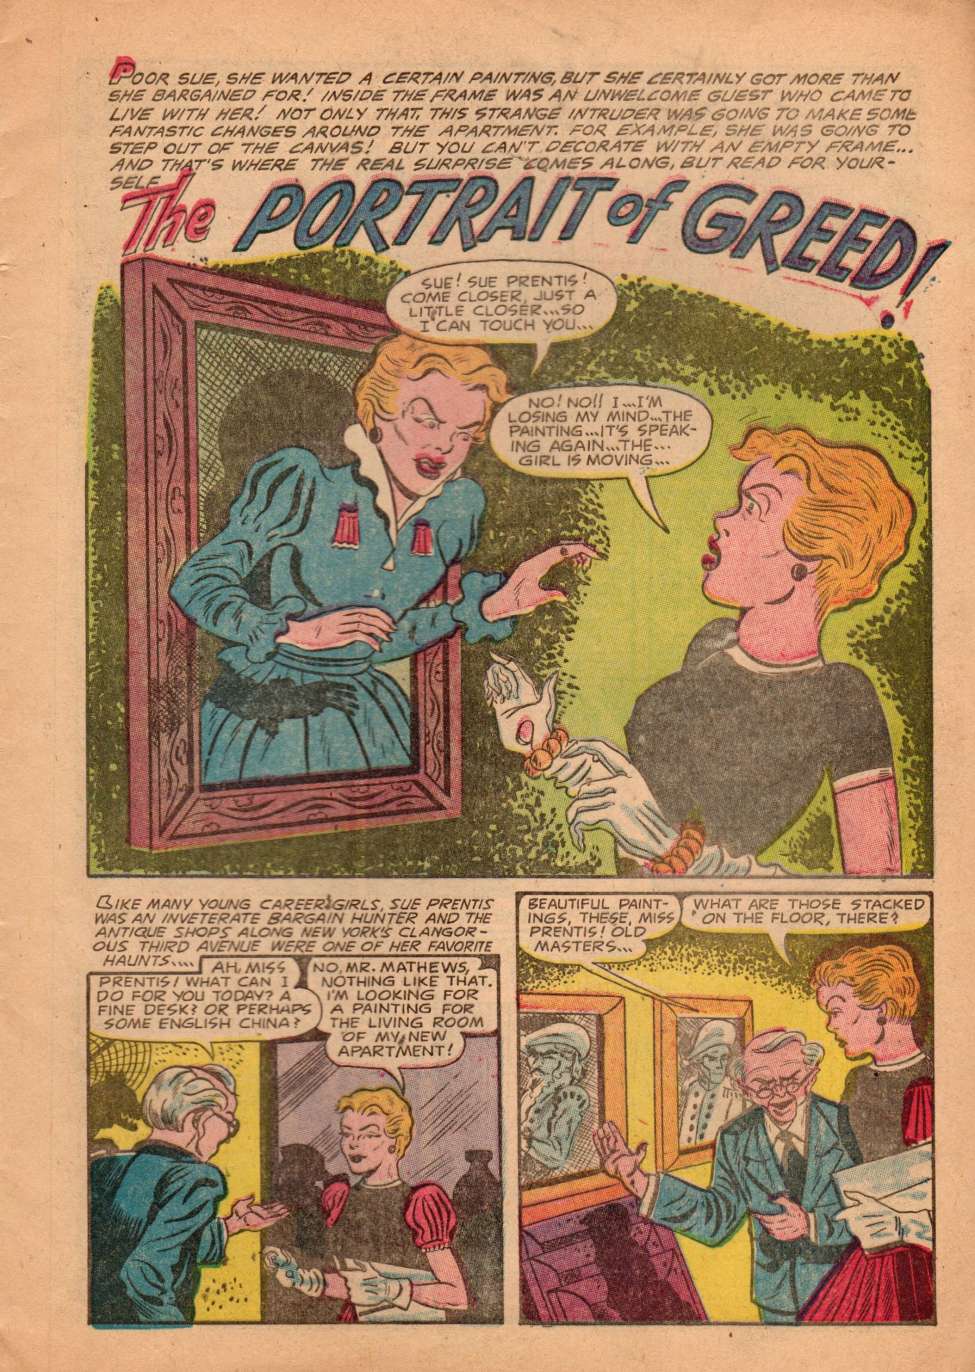 POOR SUE, SHE WANTED A CERTAIN PAINTING, BUT SHE CERTAINLY GOT MORE THAN
SHE BARGAINED FOR! INSIDE THE FRAME WAS AN UNWELCOME GUEST WHO CAME TO
LIVE WITH HER! NOT ONLY THAT, THIS STRANGE INTRUDER WAS GOING TO MAKE SOME
FANTASTIC CHANGES AROUND THE APARTMENT. FOR EXAMPLE, SHE WAS GOING TO
STEP OUT OF THE CANVAS! BUT YOU CAN'T DECORATE WITH AN EMPTY FRAME...
AND THAT'S WHERE THE REAL SURPRISE COMES ALONG, BUT READ FOR YOUR-
SELF
The PORTRAIT of GREED!
SUE! SUE PRENTIS!
COME CLOSER, JUST A
LITTLE CLOSER...SO
I CAN TOUCH YOU...
NO! NO!! I...I'M
LOSING MY MIND...THE
PAINTING...IT'S SPEAK-
ING AGAIN...THE...
GIRL IS MOVING...
LIKE MANY YOUNG CAREER GIRLS, SUE PRENTIS
WAS AN INVETERATE BARGAIN HUNTER AND THE
ANTIQUE SHOPS ALONG NEW YORK'S CLANGOR-
OUS THIRD AVENUE WERE ONE OF HER FAVORITE
HAUNTS....
AH, MISS
PRENTIS! WHAT CAN I
DO FOR YOU TODAY? A
FINE DESK? OR PERHAPS
SOME ENGLISH CHINA?
NO, MR. MATHEWS,
NOTHING LIKE THAT.
I'M LOOKING FOR
A PAINTING FOR
THE LIVING ROOM
OF MY NEW
APARTMENT!
BEAUTIFUL PAINT-
INGS, THESE, MISS
PRENTIS! OLD
MASTERS...
WHAT ARE THOSE STACKED
ON THE FLOOR, THERE?